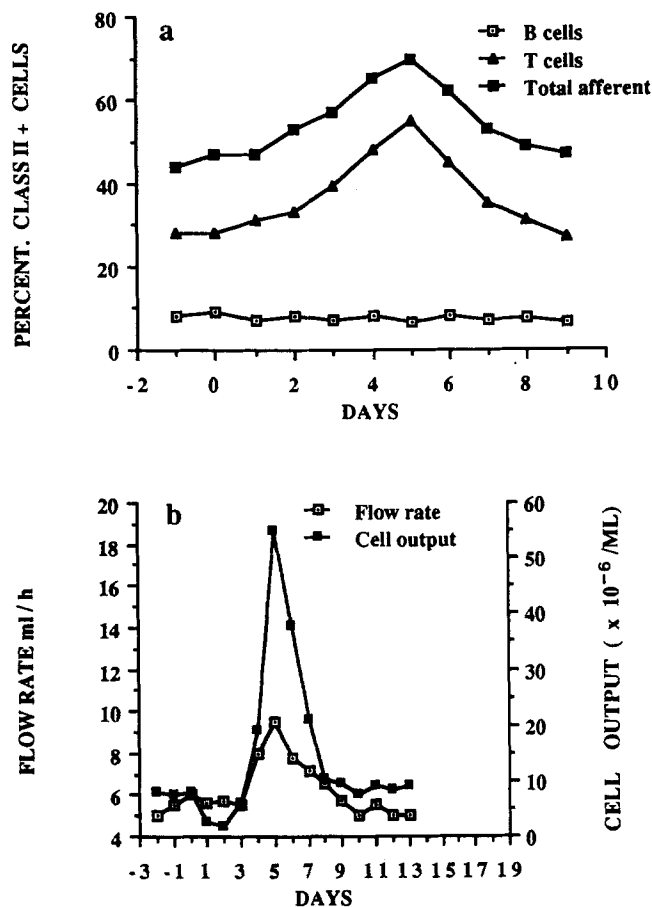 a
B cells
T cells
Total afferent
PERCENT. CLASS II + CELLS
80
60
40
20
0
-2 0 2 4 6 8 10
DAYS
b
Flow rate
Cell output
FLOW RATE ml / h
20
18
16
14
12
10
8
6
4
60
50
40
30
20
10
0
CELL OUTPUT ( x 10⁻⁶ /ML)
-3 -1 1 3 5 7 9 11 13 15 17 19
DAYS